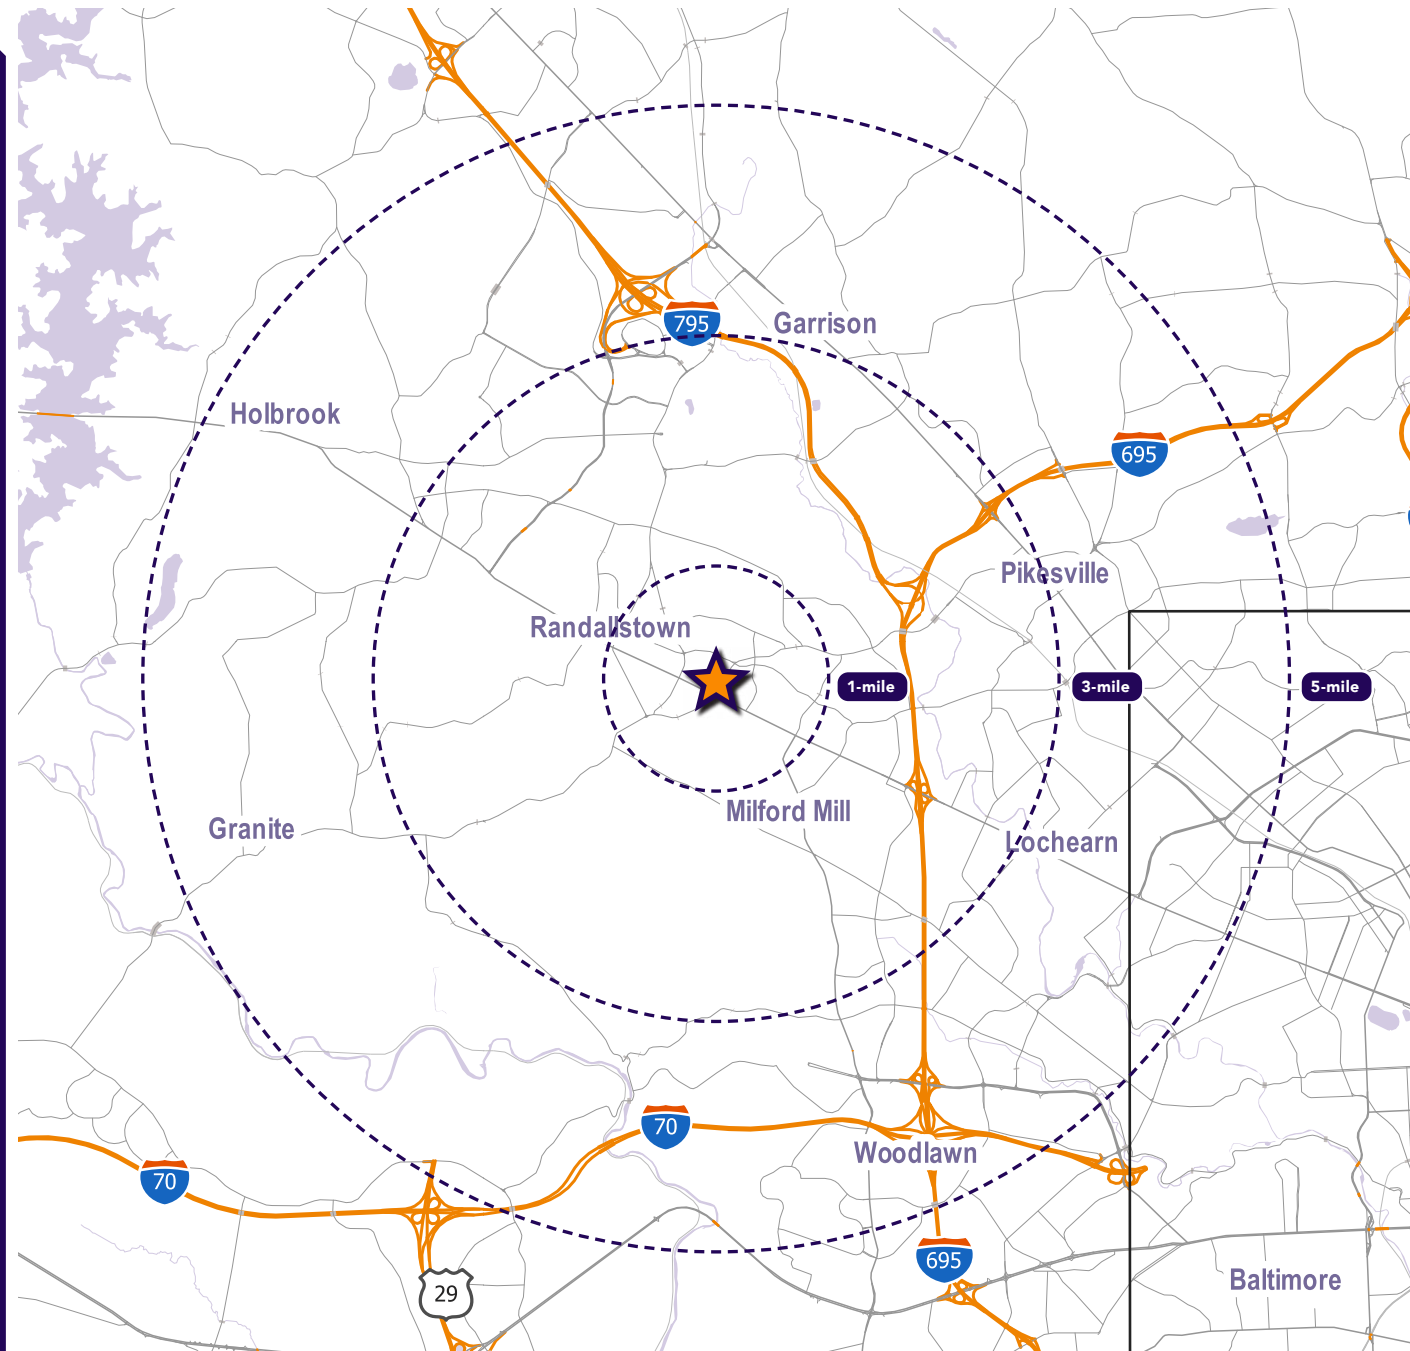 795
Garrison
Holbrook
695
Pikesville
Randallstown
1-mile
3-mile
5-mile
Milford Mill
Granite
Lochearn
70
Woodlawn
70
695
Baltimore
29